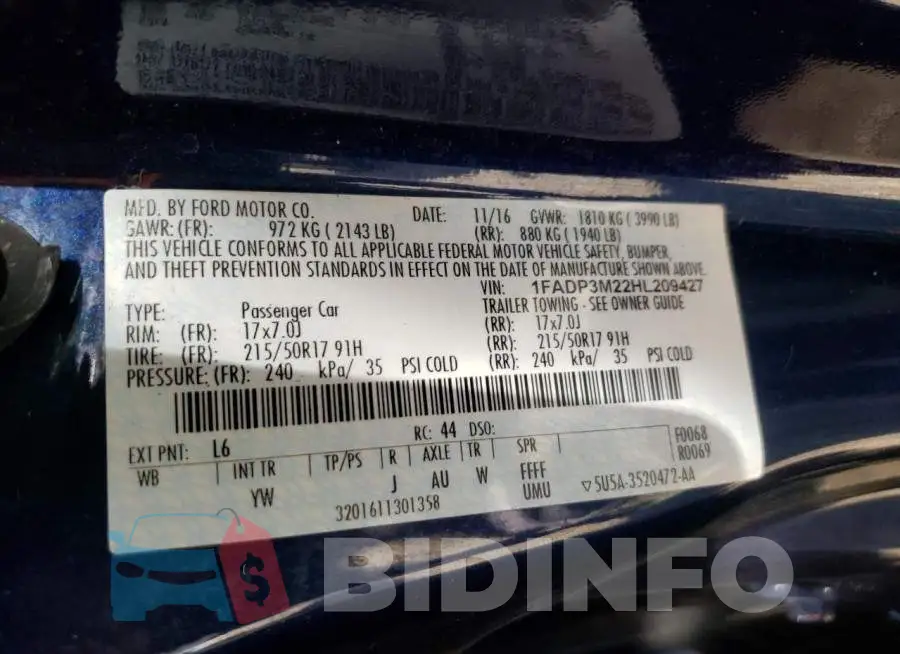 MFD. BY FORD MOTOR CO. DATE: 11/16 GVWR: 1810 KG ( 3990 LB)
GAWR: (FR): 972 KG ( 2143 LB) (RR): 880 KG ( 1940 LB)
THIS VEHICLE CONFORMS TO ALL APPLICABLE FEDERAL MOTOR VEHICLE SAFETY, BUMPER,
AND THEFT PREVENTION STANDARDS IN EFFECT ON THE DATE OF MANUFACTURE SHOWN ABOVE.
VIN: 1FADP3M22HL209427
TYPE: Passenger Car TRAILER TOWING - SEE OWNER GUIDE
RIM: (FR): 17x7.0J (RR): 17x7.0J
TIRE: (FR): 215/50R17 91H (RR): 215/50R17 91H
PRESSURE: (FR): 240 kPa/ 35 PSI COLD (RR): 240 kPa/ 35 PSI COLD
EXT PNT: L6 RC: 44 DSO: F0068
WB INT TR TP/PS R AXLE TR SPR R0069
YW J AU W FFFF
UMU ▽5U5A-3520472-AA
3201611301358
$ BIDINFO